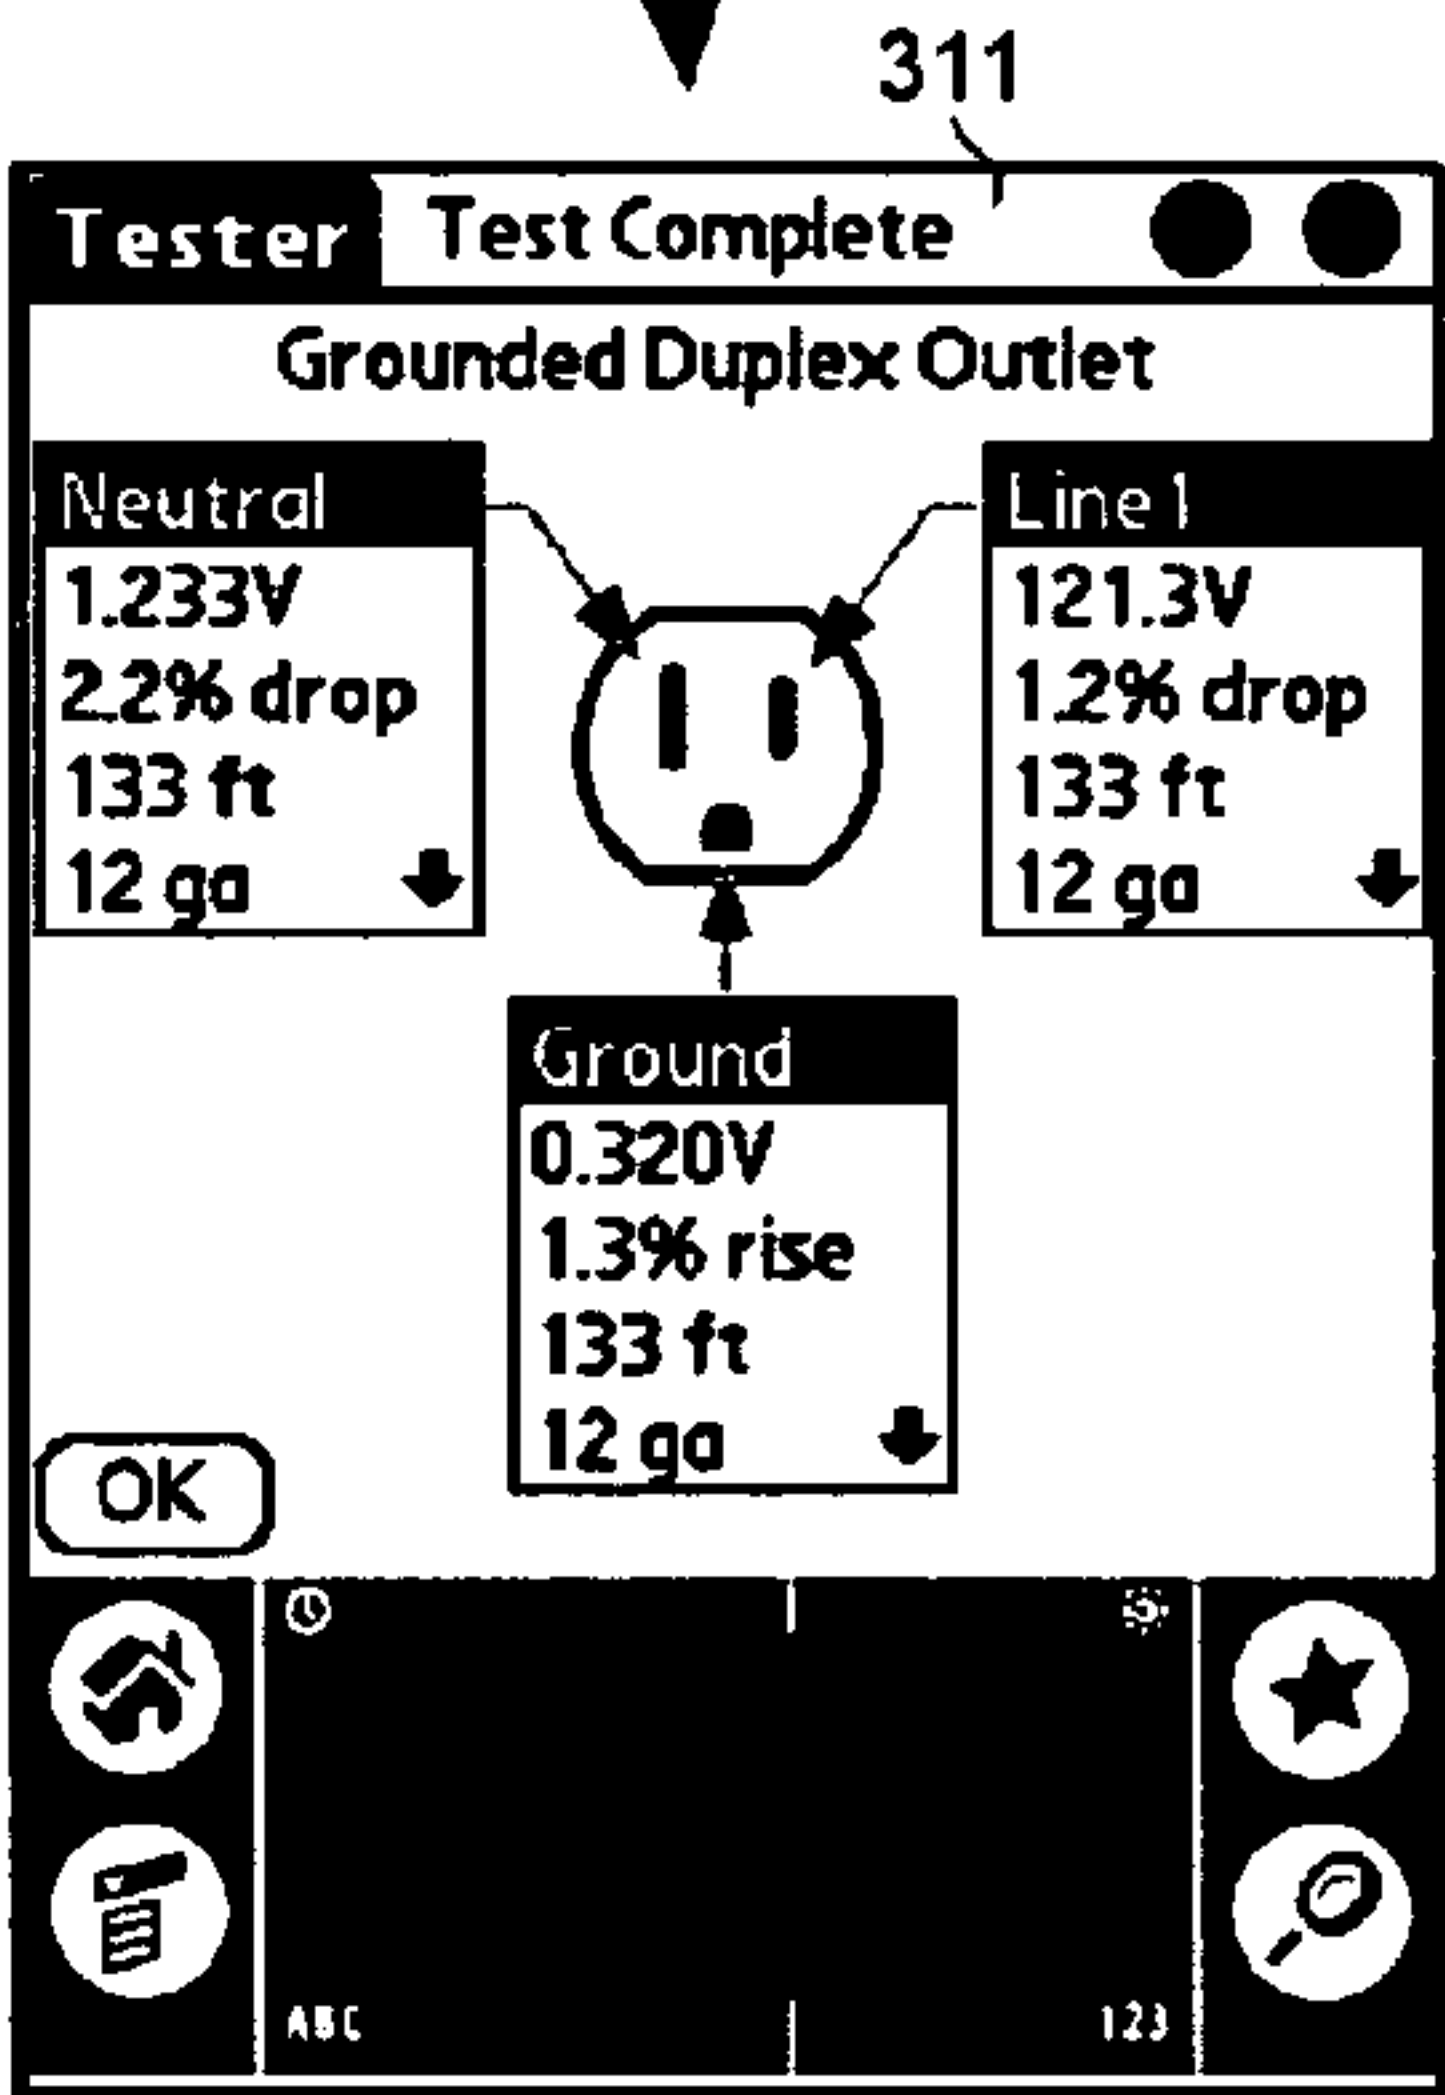 311
Tester
Test Complete
Grounded Duplex Outlet
Neutral
1.233V
2.2% drop
133 ft
12 ga
Line 1
121.3V
1.2% drop
133 ft
12 ga
Ground
0.320V
1.3% rise
133 ft
12 ga
OK
ABC
123